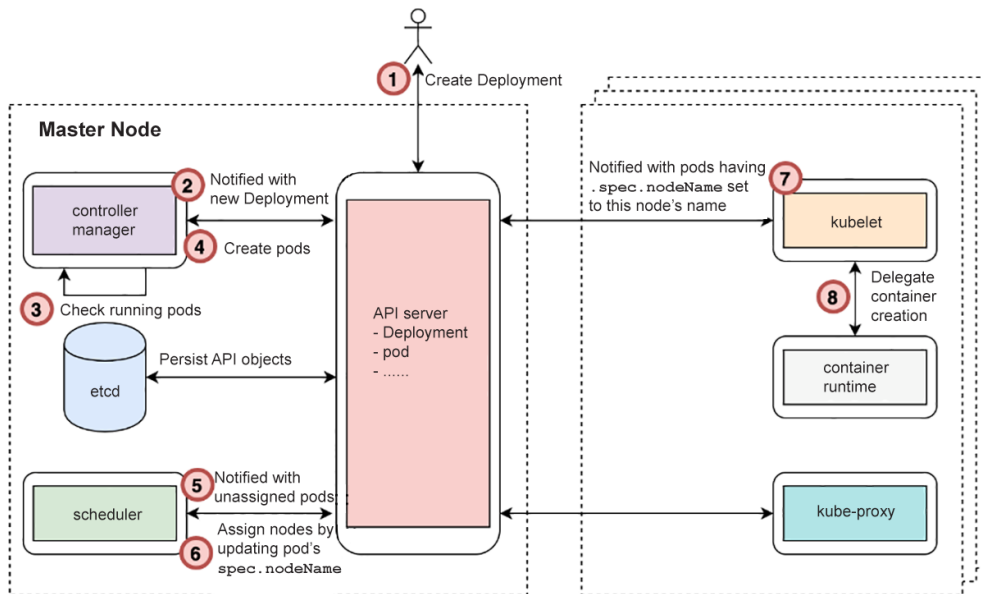 1
Create Deployment
Master Node
2
Notified with
new Deployment
controller
manager
4
Create pods
3
Check running pods
etcd
Persist API objects
API server
- Deployment
- pod
- ......
5
Notified with
unassigned pods
scheduler
6
Assign nodes by
updating pod's
spec.nodeName
Notified with pods having
.spec.nodeName set
to this node's name
7
kubelet
8
Delegate
container
creation
container
runtime
kube-proxy